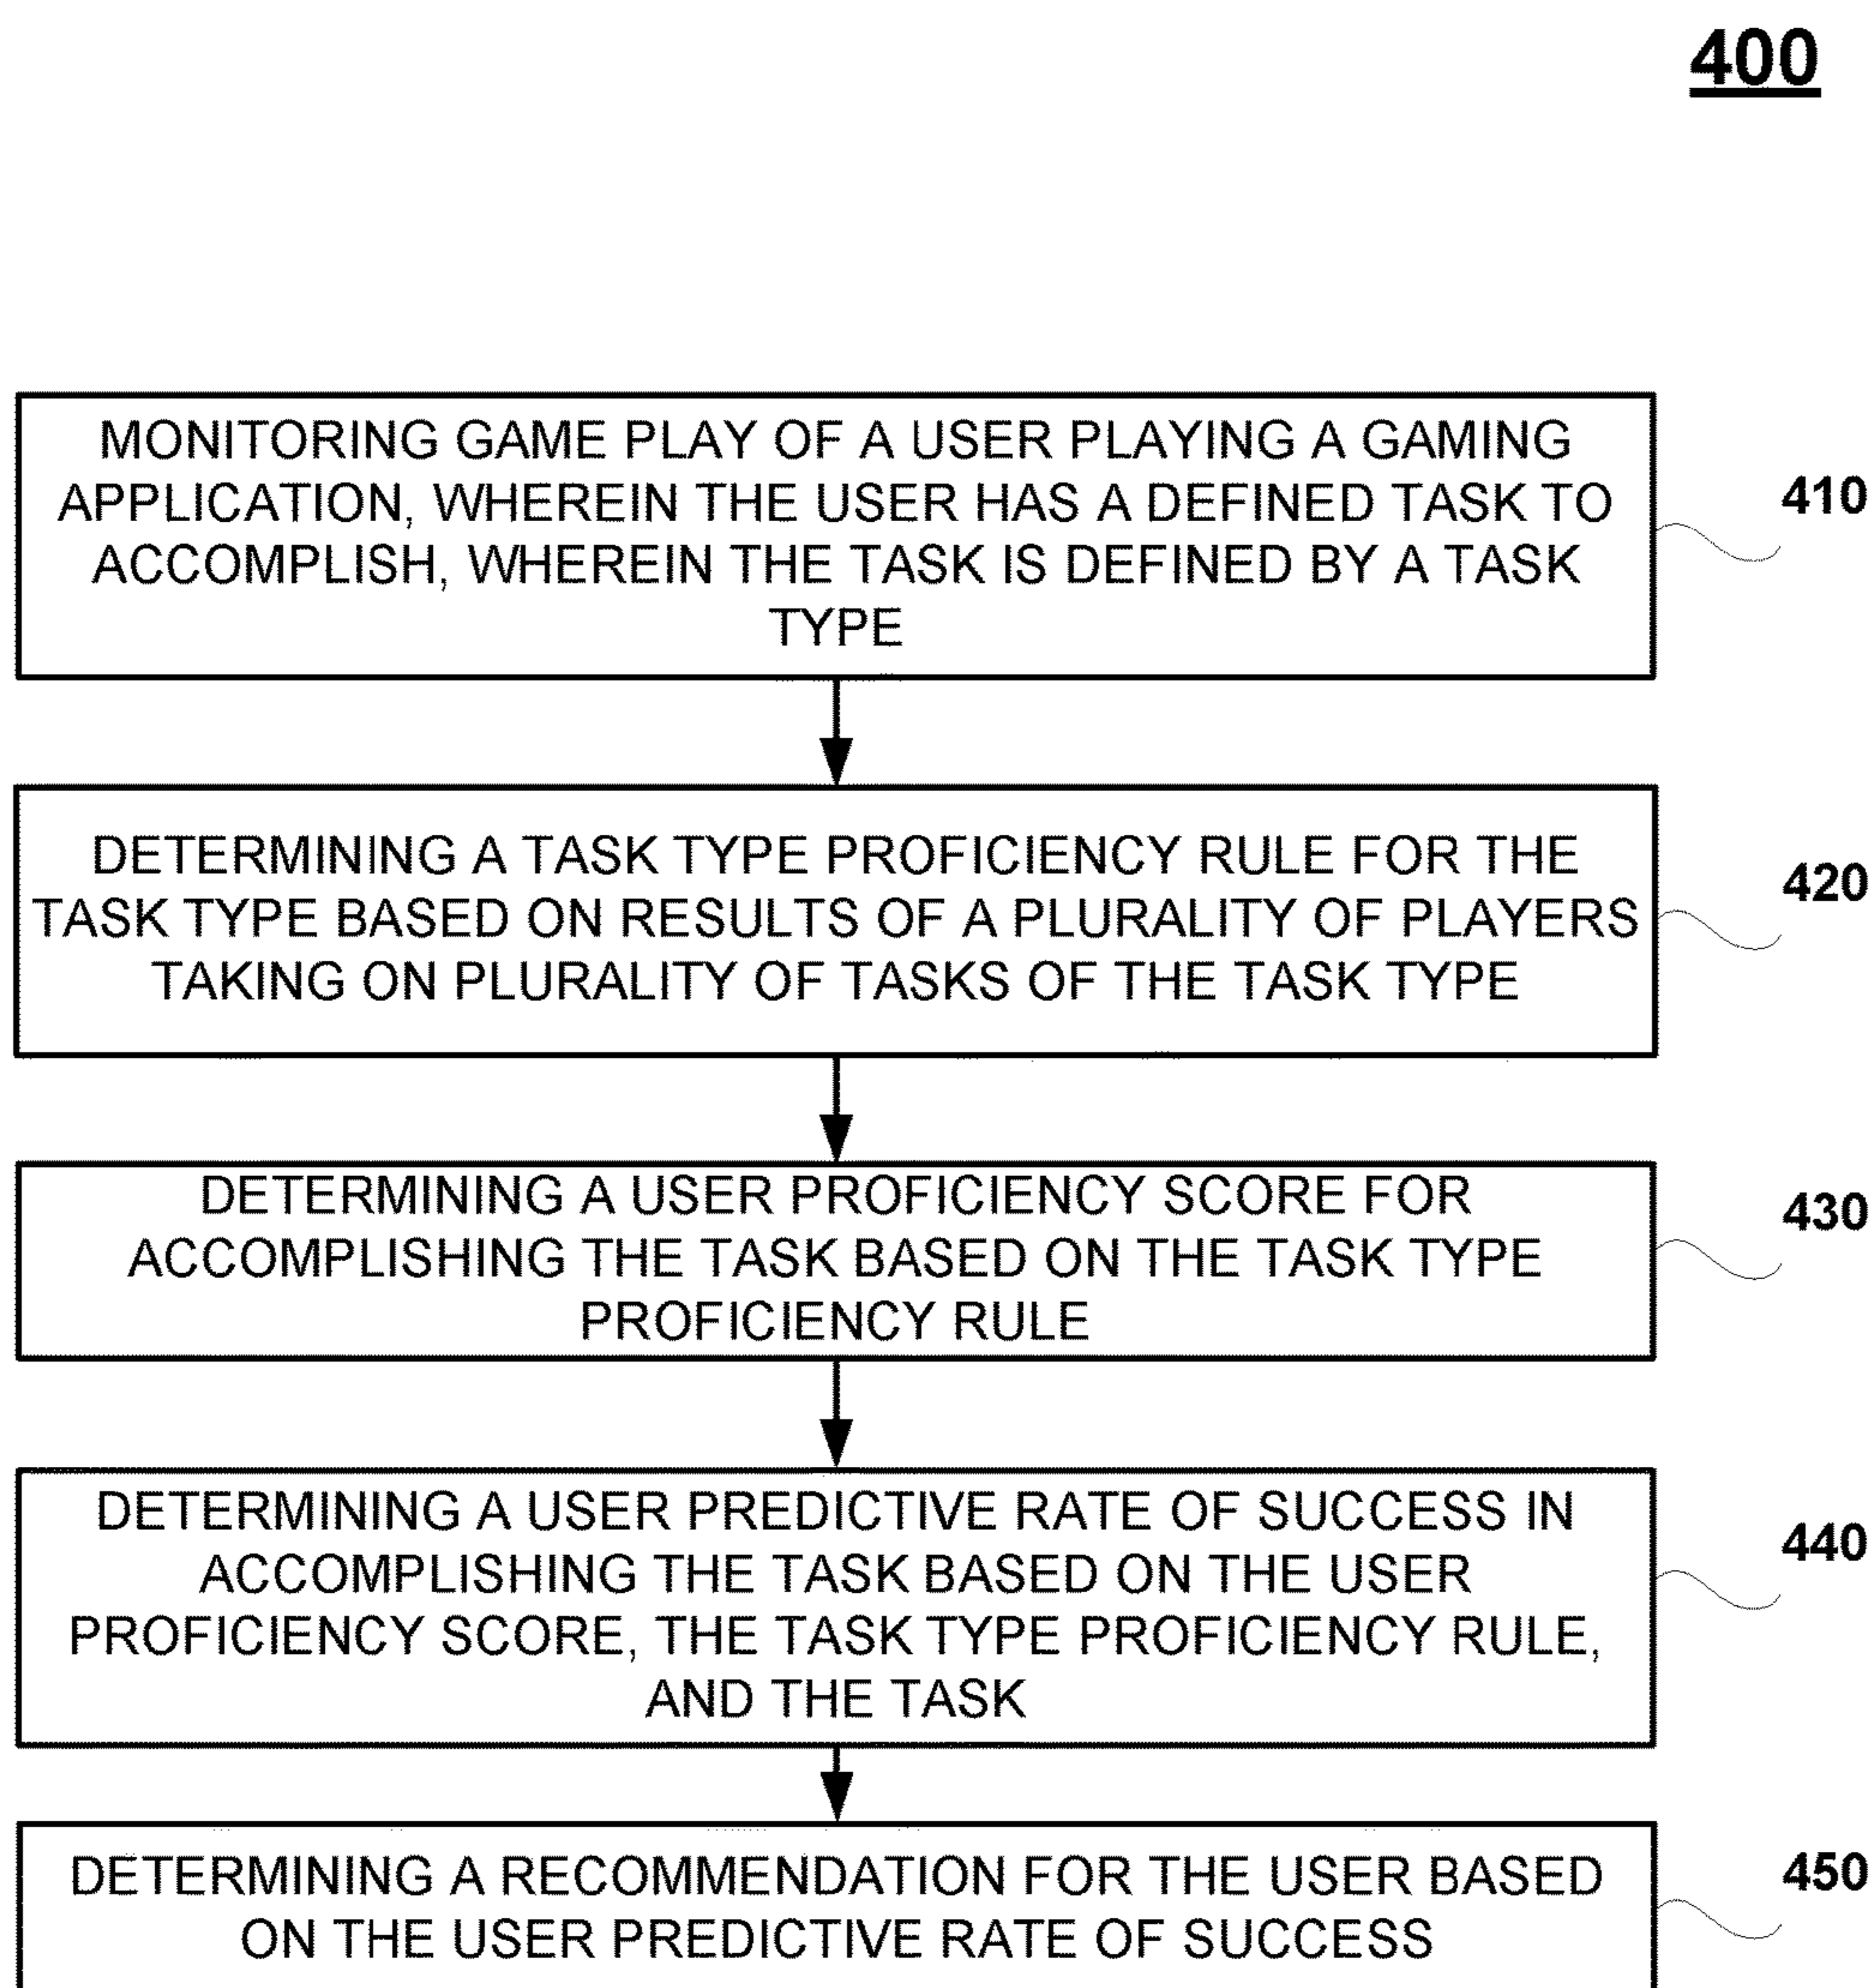 400
MONITORING GAME PLAY OF A USER PLAYING A GAMING
APPLICATION, WHEREIN THE USER HAS A DEFINED TASK TO
ACCOMPLISH, WHEREIN THE TASK IS DEFINED BY A TASK
TYPE
410
DETERMINING A TASK TYPE PROFICIENCY RULE FOR THE
TASK TYPE BASED ON RESULTS OF A PLURALITY OF PLAYERS
TAKING ON PLURALITY OF TASKS OF THE TASK TYPE
420
DETERMINING A USER PROFICIENCY SCORE FOR
ACCOMPLISHING THE TASK BASED ON THE TASK TYPE
PROFICIENCY RULE
430
DETERMINING A USER PREDICTIVE RATE OF SUCCESS IN
ACCOMPLISHING THE TASK BASED ON THE USER
PROFICIENCY SCORE, THE TASK TYPE PROFICIENCY RULE,
AND THE TASK
440
DETERMINING A RECOMMENDATION FOR THE USER BASED
ON THE USER PREDICTIVE RATE OF SUCCESS
450